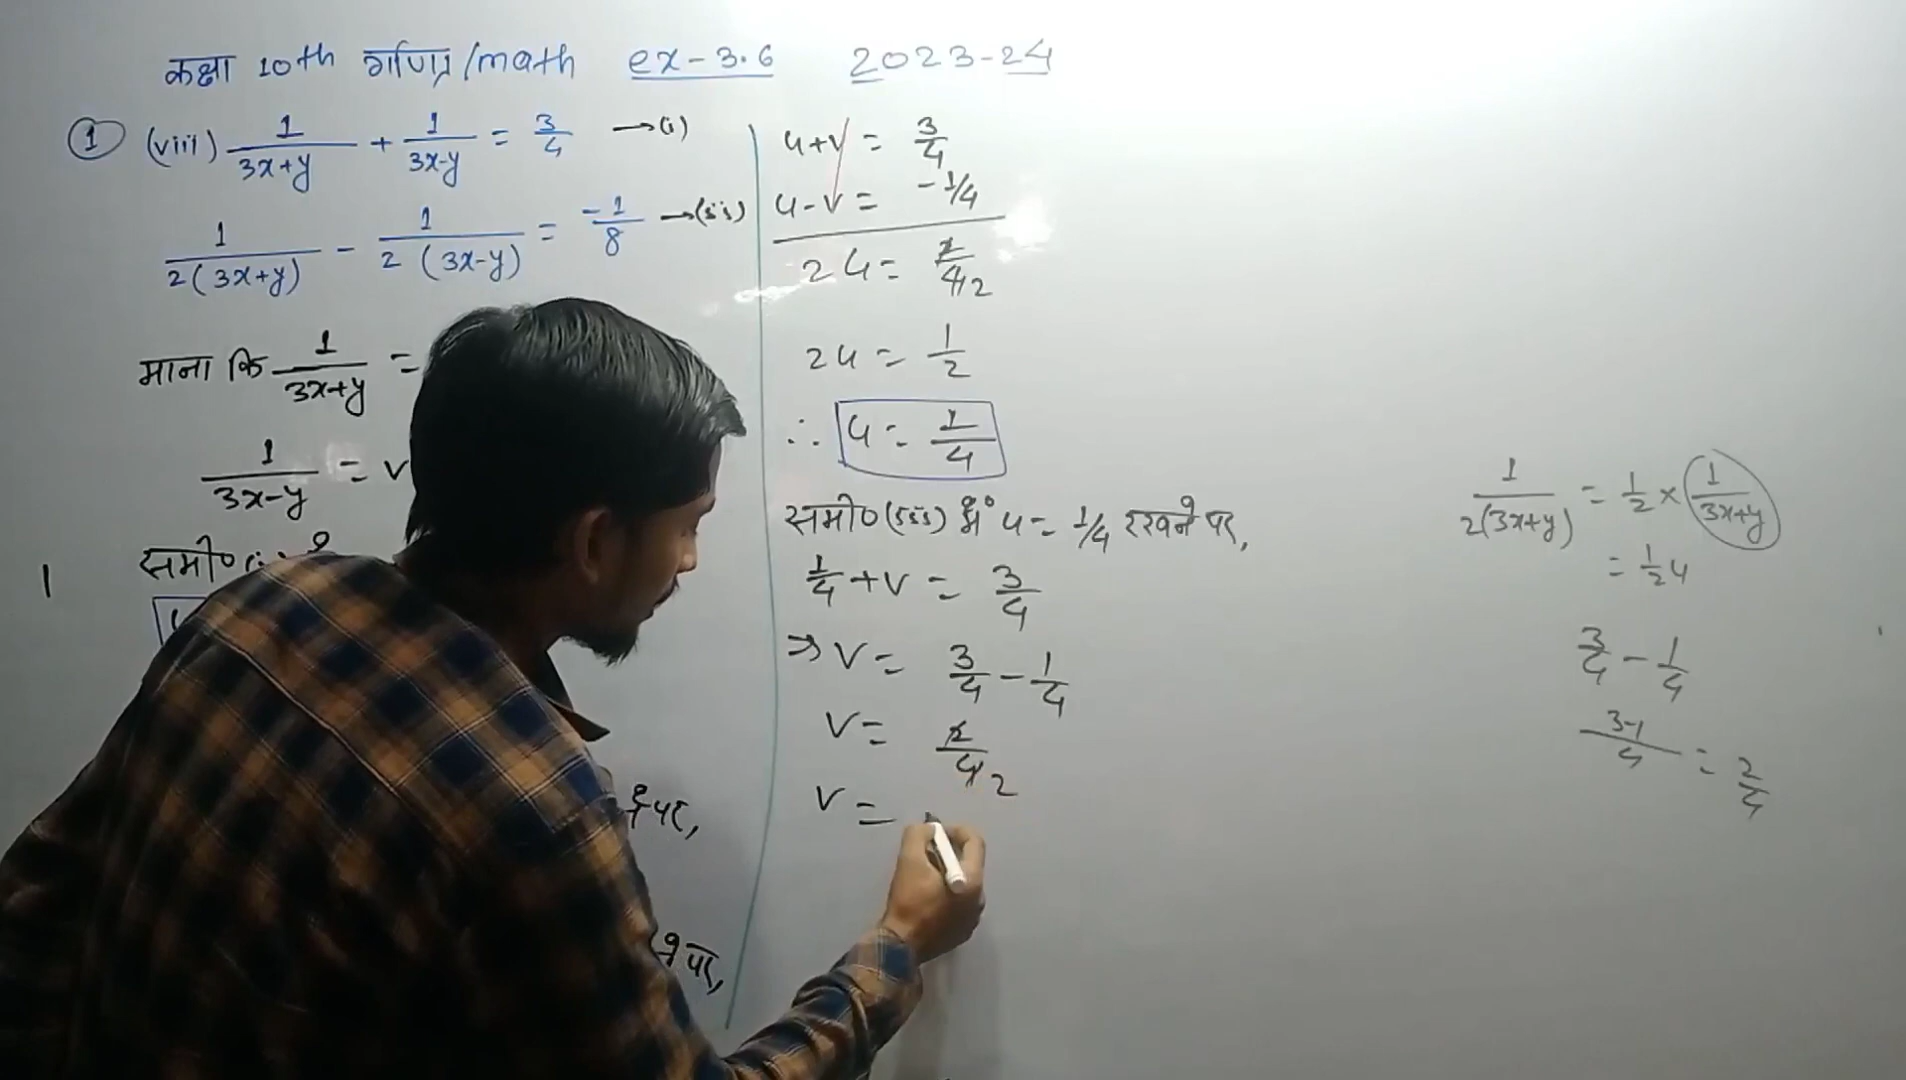 कक्षा 10th गणित/math ex-3.6 2023-24
① (viii) 1/(3x+y) + 1/(3x-y) = 3/4 →(i)
1/(2(3x+y)) - 1/(2(3x-y)) = -1/8 →(ii)
माना कि 1/(3x+y) =
1/(3x-y) = v
समी०
पर,
पर,
u+v = 3/4
u-v = -1/4
2u = 2/4 2
2u = 1/2
∴ u = 1/4
समी०(iii) में u = 1/4 रखने पर,
1/4 + v = 3/4
⇒ v = 3/4 - 1/4
v = 2/4 2
v =
1/(2(3x+y)) = 1/2 × 1/(3x+y)
= 1/2 u
3/4 - 1/4
(3-1)/4 = 2/4